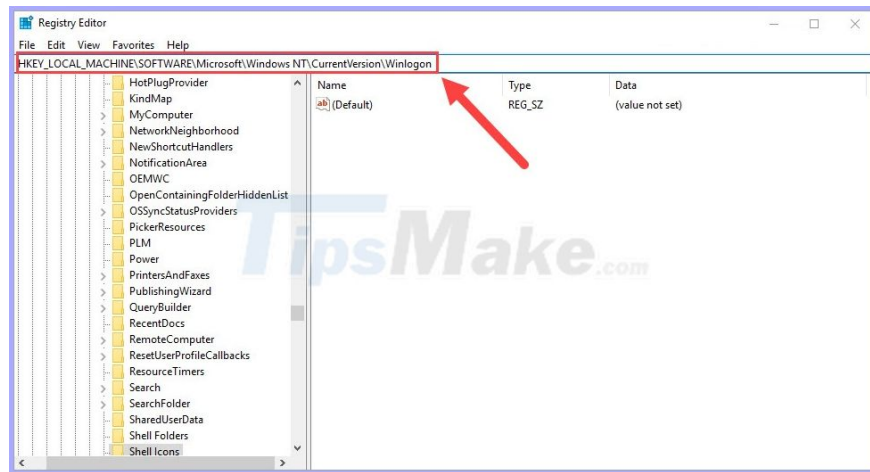 Registry Editor
File Edit View Favorites Help
HKEY_LOCAL_MACHINE\SOFTWARE\Microsoft\Windows NT\CurrentVersion\Winlogon
HotPlugProvider
KindMap
MyComputer
NetworkNeighborhood
NewShortcutHandlers
NotificationArea
OEMWC
OpenContainingFolderHiddenList
OSSyncStatusProviders
PickerResources
PLM
Power
PrintersAndFaxes
PublishingWizard
QueryBuilder
RecentDocs
RemoteComputer
ResetUserProfileCallbacks
ResourceTimers
Search
SearchFolder
SharedUserData
Shell Folders
Shell Icons
Name Type Data
ab (Default) REG_SZ (value not set)
TipsMake.com